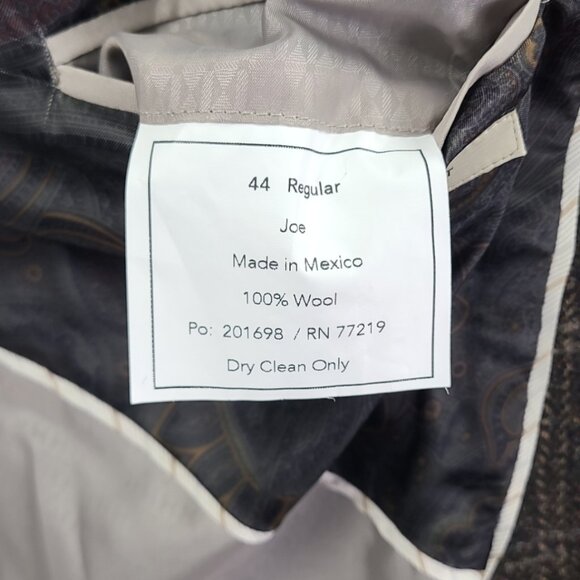 44 Regular
Joe
Made in Mexico
100% Wool
Po: 201698 / RN 77219
Dry Clean Only